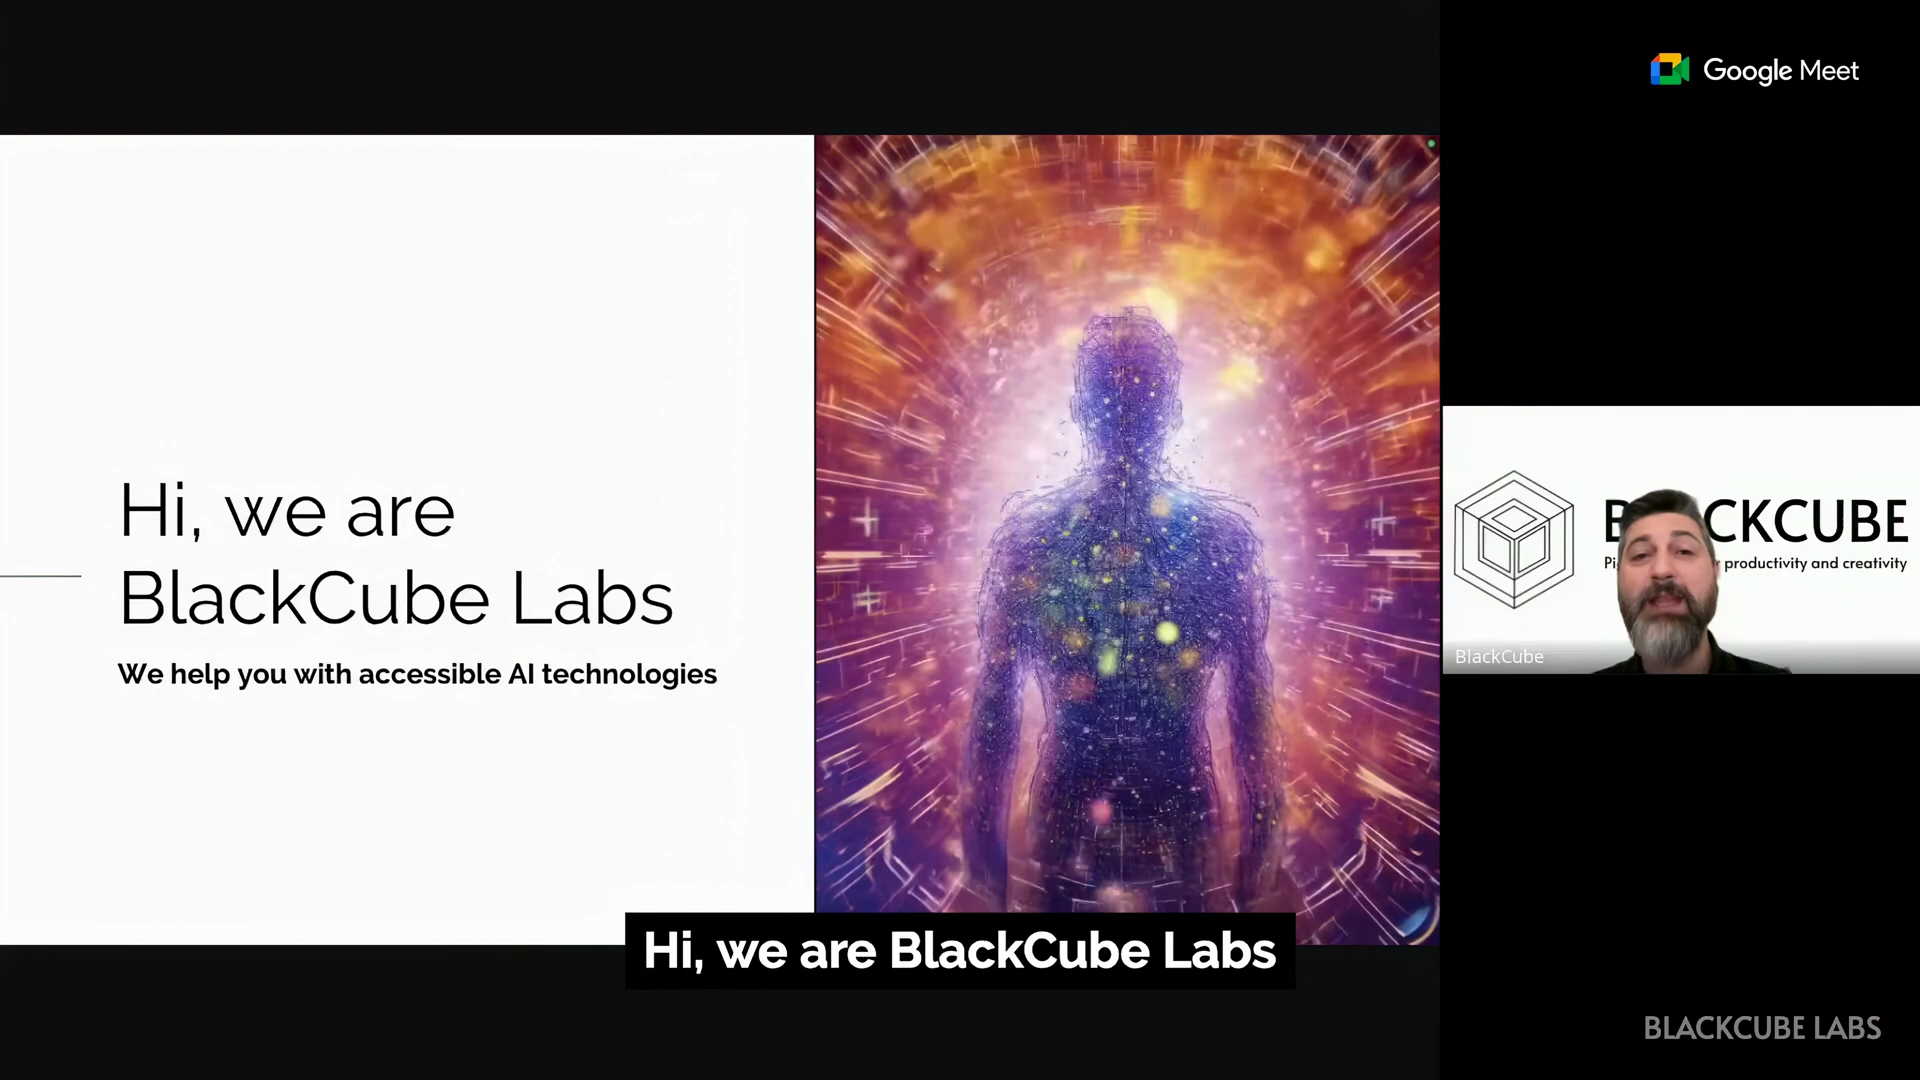 Google Meet
Hi, we are
BlackCube Labs
We help you with accessible AI technologies
CKCUBE
productivity and creativity
BlackCube
Hi, we are BlackCube Labs
BLACKCUBE LABS